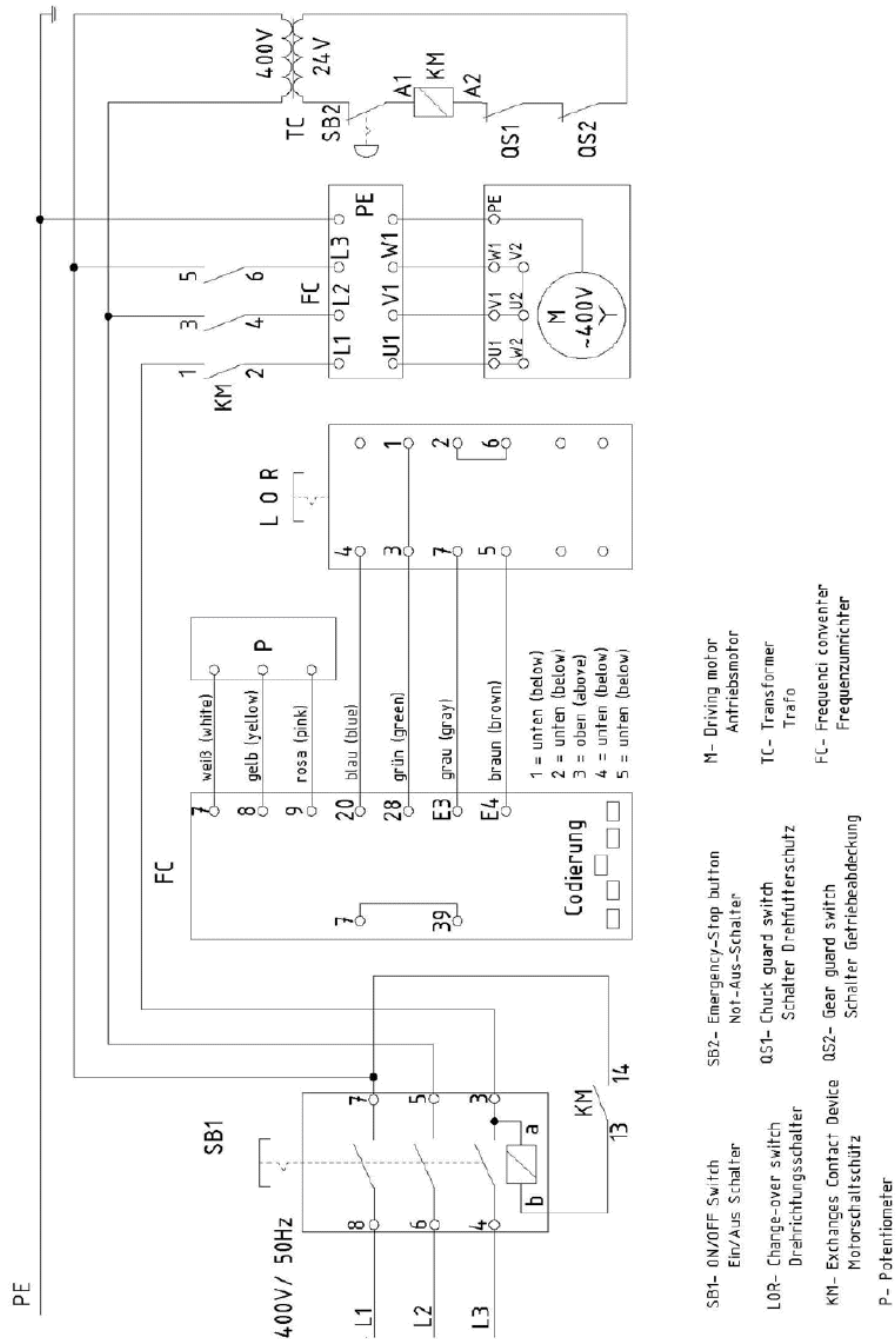 PE
400V/ 50Hz
L1
L2
L3
SB1
8
6
4
7
5
3
b
a
KM
13
14
FC
7
39
7
8
9
20
28
E3
E4
Codierung
weiß (white)
gelb (yellow)
rosa (pink)
blau (blue)
grün (green)
grau (gray)
braun (brown)
1 = unten (below)
2 = unten (below)
3 = oben (above)
4 = unten (below)
5 = unten (below)
P
L O R
4
3
7
5
1
2
6
KM
1
2
3
4
5
6
FC
L1
L2
L3
PE
U1
V1
W1
U1
V1
W1
PE
W2
U2
V2
M
~400V
TC
400V
24V
SB2
A1
KM
A2
QS1
QS2
SB1- ON/OFF Switch
Ein/Aus Schalter
LOR- Change-over switch
Drehrichtungsschalter
KM- Exchanges Contact Device
Motorschaltschütz
P- Potentiometer
SB2- Emergency-Stop button
Not-Aus-Schalter
QS1- Chuck guard switch
Schalter Drehfutterschutz
QS2- Gear guard switch
Schalter Getriebeabdeckung
M- Driving motor
Antriebsmotor
TC- Transformer
Trafo
FC- Frequenci conventer
Frequenzumrichter